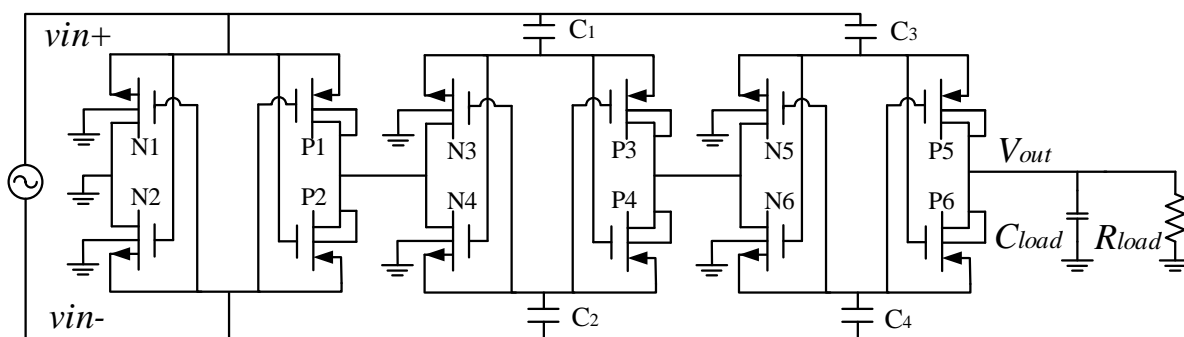 vin+
C1
C3
N1
P1
N3
P3
N5
P5
Vout
N2
P2
N4
P4
N6
P6
Cload
Rload
vin-
C2
C4